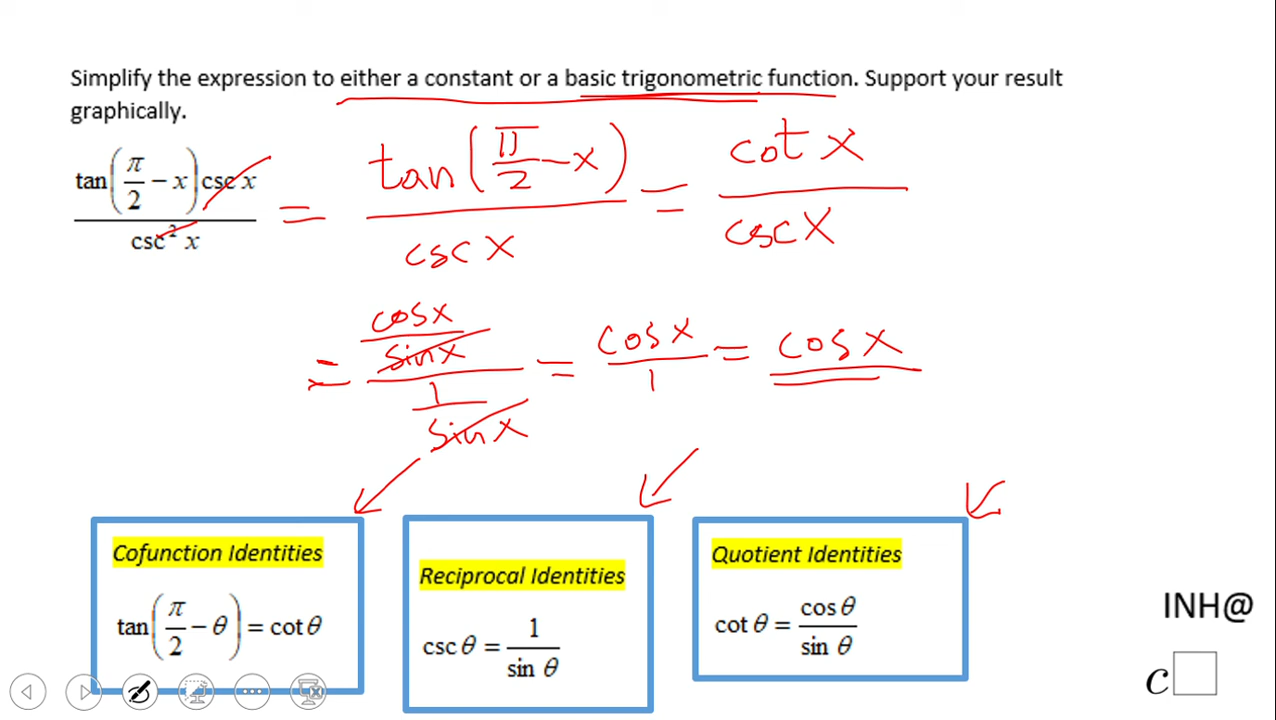 Simplify the expression to either a constant or a basic trigonometric function. Support your result
graphically.
tan(π/2 − x) csc x / csc² x = tan(π/2 − x) / csc x = cot x / csc x
= (cos x / sin x) / (1 / sin x) = cos x / 1 = cos x
Cofunction Identities
tan(π/2 − θ) = cot θ
Reciprocal Identities
csc θ = 1 / sin θ
Quotient Identities
cot θ = cos θ / sin θ
INH@
c